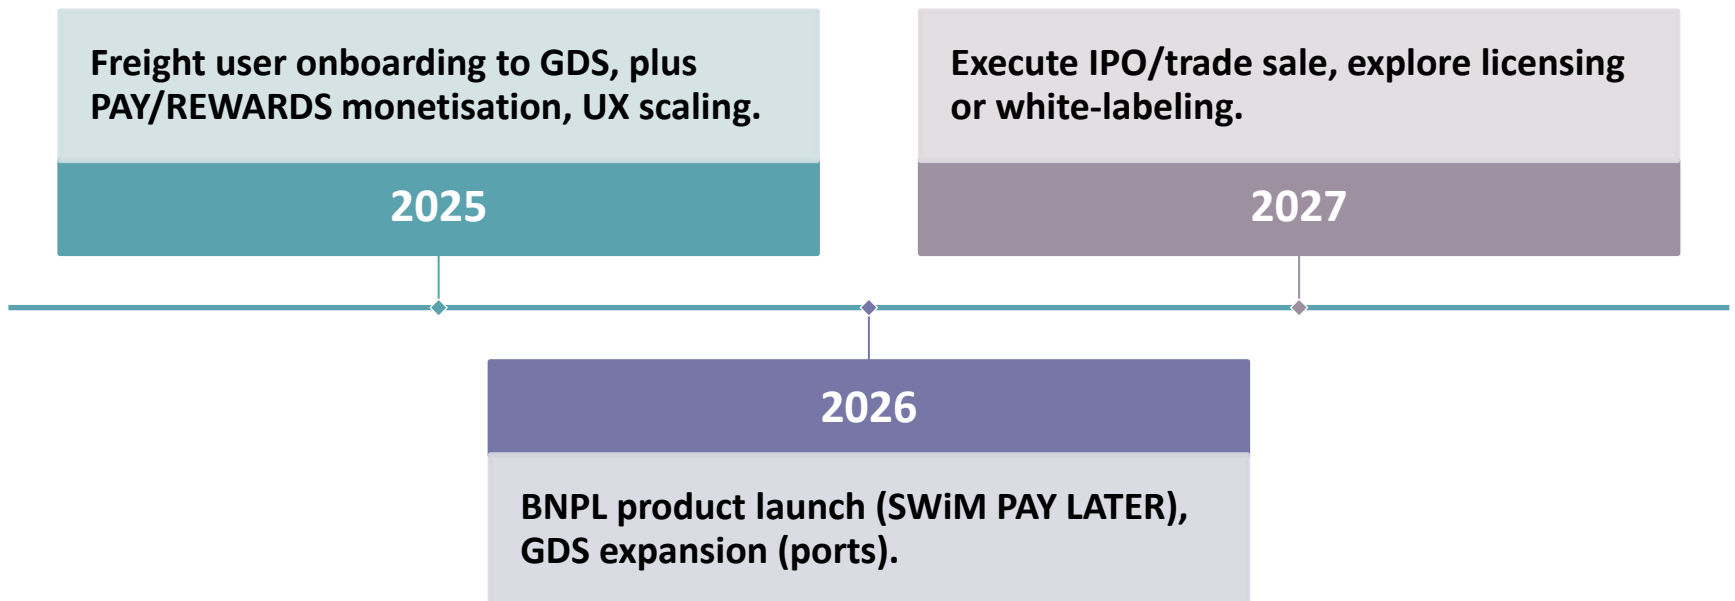 Freight user onboarding to GDS, plus
PAY/REWARDS monetisation, UX scaling.
2025
2026
BNPL product launch (SWiM PAY LATER),
GDS expansion (ports).
Execute IPO/trade sale, explore licensing
or white-labeling.
2027